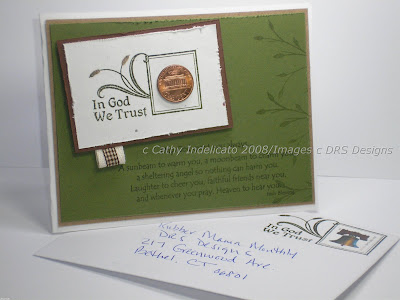 In God
We Trust
c Cathy Indelicato 2008/Images c DRS Designs
A sunbeam to warm you, a moonbeam to charm you,
a sheltering angel so nothing can harm you.
Laughter to cheer you, faithful friends near you,
and whenever you pray, Heaven to hear you.
In God
We Trust
Rubber Mama Monthly
DRS Designs
217 Greenwood Ave
Bethel, CT 06801